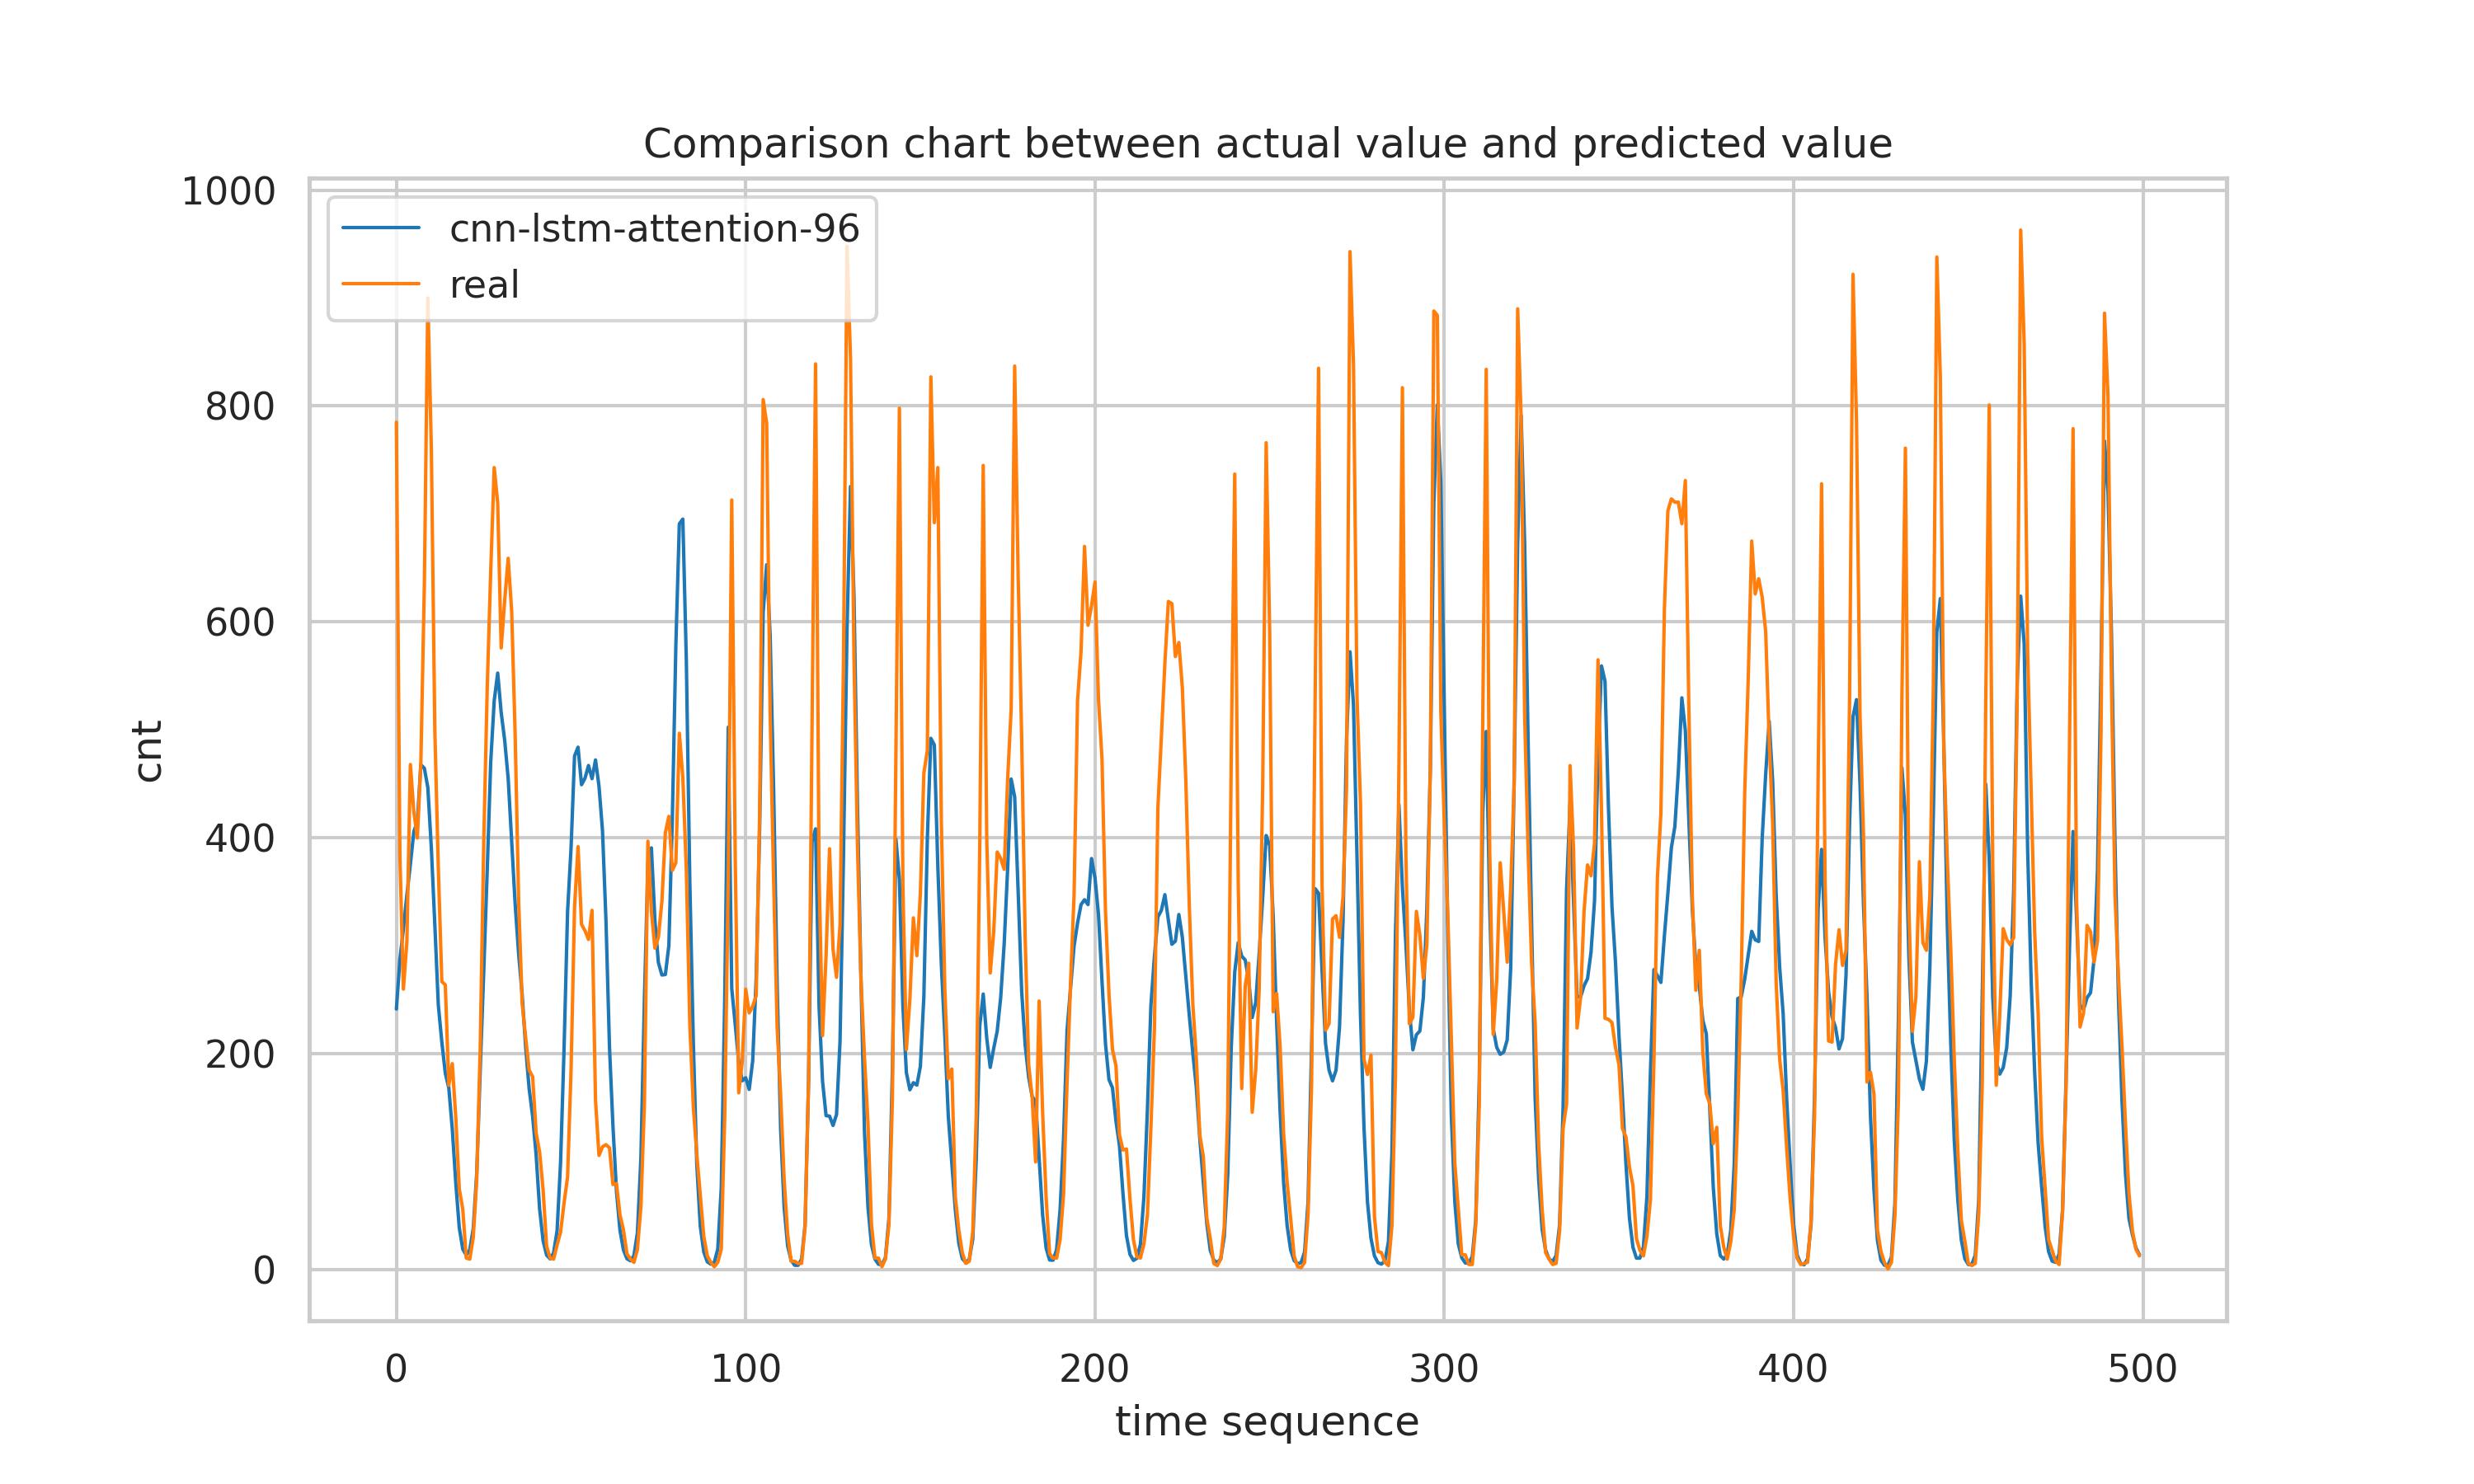 Comparison chart between actual value and predicted value
cnn-lstm-attention-96
real
1000
800
600
400
200
0
cnt
0 100 200 300 400 500
time sequence